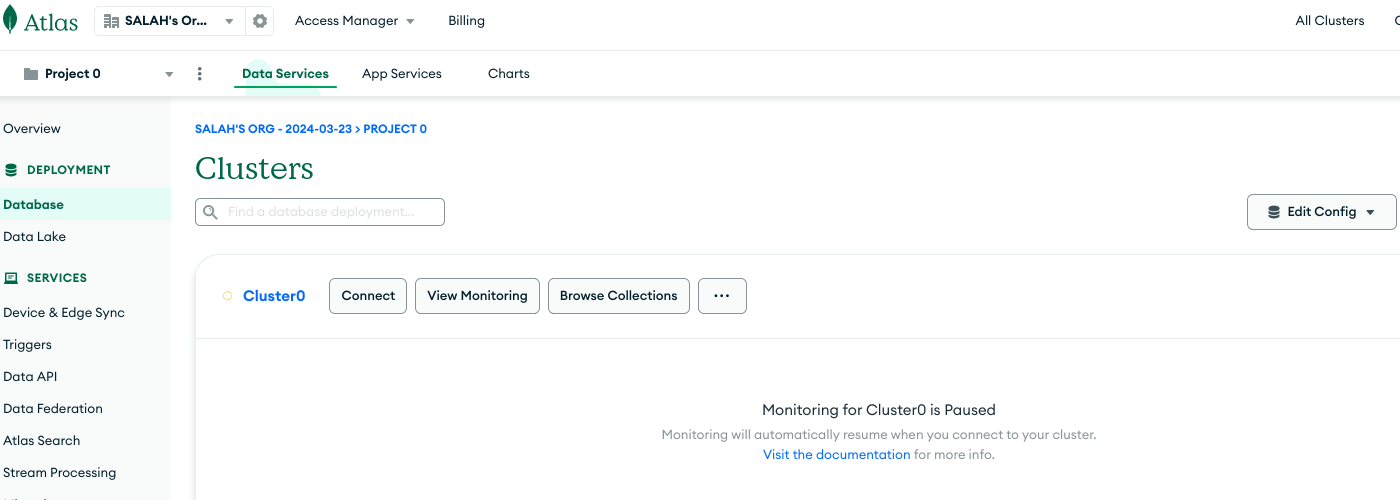 Atlas
SALAH's Or...
Access Manager
Billing
All Clusters
Project 0
Data Services
App Services
Charts
Overview
DEPLOYMENT
Database
Data Lake
SERVICES
Device & Edge Sync
Triggers
Data API
Data Federation
Atlas Search
Stream Processing
SALAH'S ORG - 2024-03-23 > PROJECT 0
Clusters
Find a database deployment...
Edit Config
Cluster0
Connect
View Monitoring
Browse Collections
...
Monitoring for Cluster0 is Paused
Monitoring will automatically resume when you connect to your cluster.
Visit the documentation for more info.